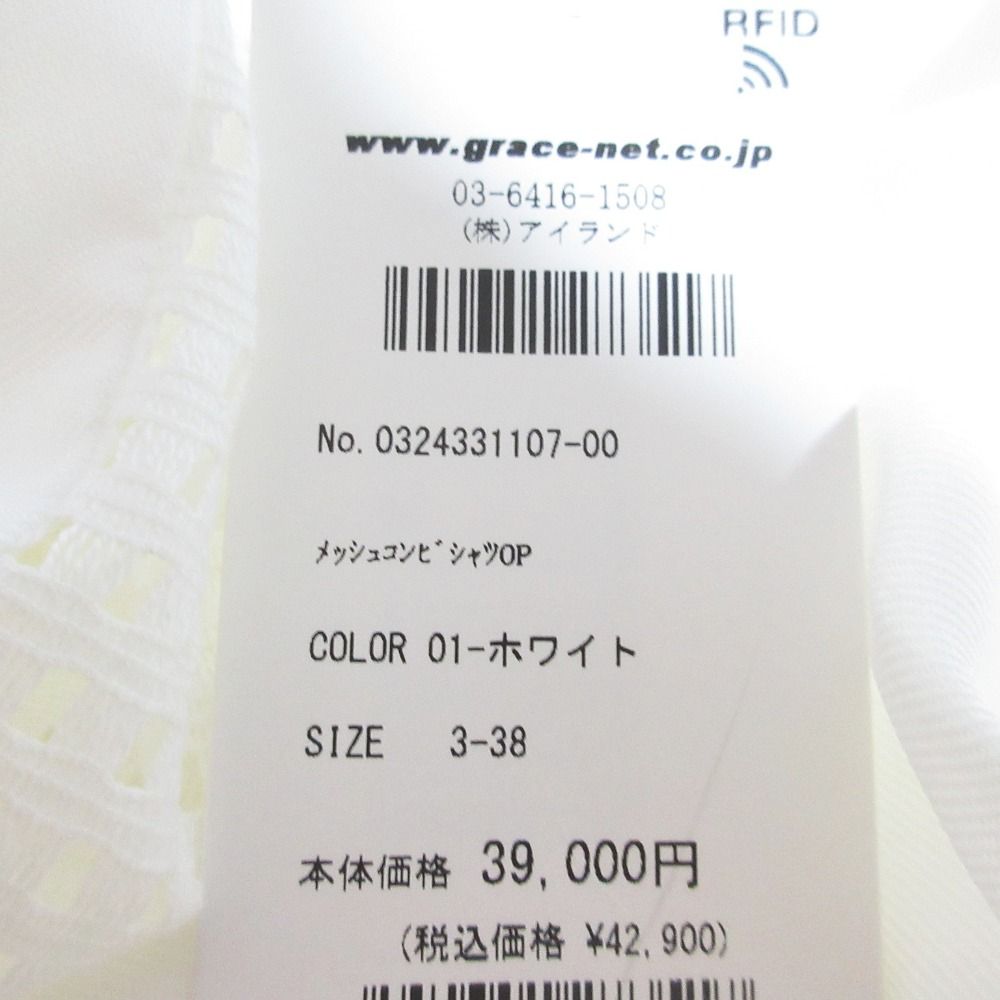 RFID
www.grace-net.co.jp
03-6416-1508
(株)アイランド
No. 0324331107-00
ﾒｯｼｭｺﾝﾋﾞｼｬﾂOP
COLOR 01-ホワイト
SIZE 3-38
本体価格 39,000円
(税込価格 ¥42,900)